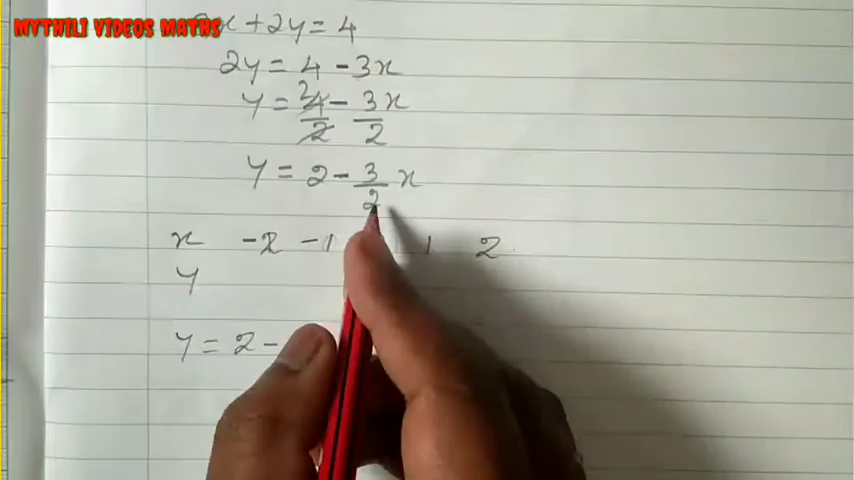 MYTHILI VIDEOS MATHS
x + 2y = 4
2y = 4 - 3x
y = 4/2 - 3x/2
y = 2 - 3/2 x
x -2 -1 1 2
y
y = 2 -